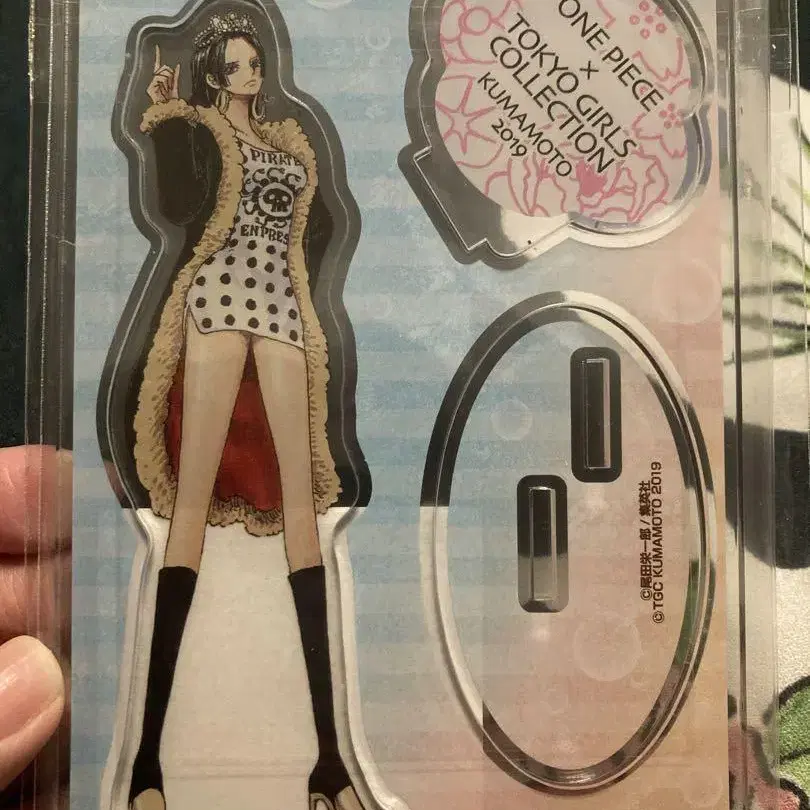 ONE PIECE
×
TOKYO GIRLS
COLLECTION
KUMAMOTO
2019
PIRATE
ENPRES
©尾田栄一郎/集英社
©TGC KUMAMOTO 2019